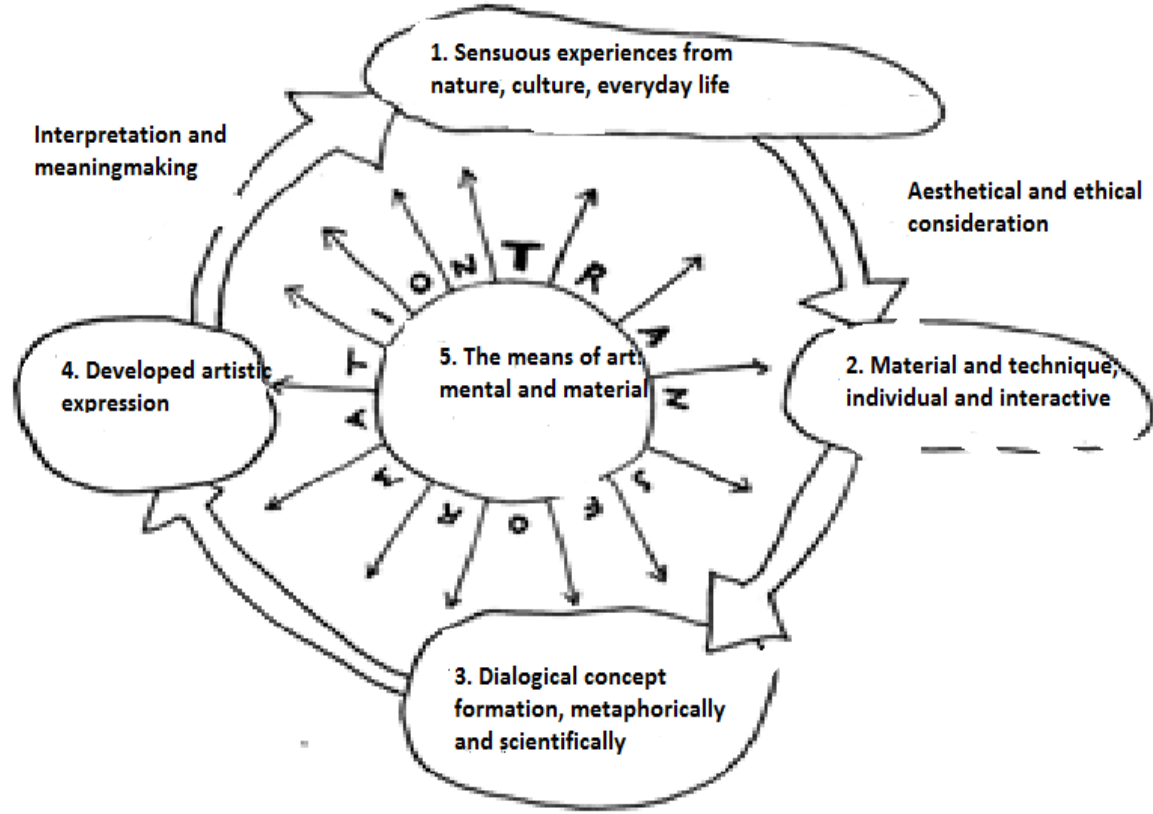 1. Sensuous experiences from
nature, culture, everyday life
Interpretation and
meaningmaking
Aesthetical and ethical
consideration
2. Material and technique,
individual and interactive
3. Dialogical concept
formation, metaphorically
and scientifically
4. Developed artistic
expression
5. The means of art:
mental and material
TRANSFORMATION